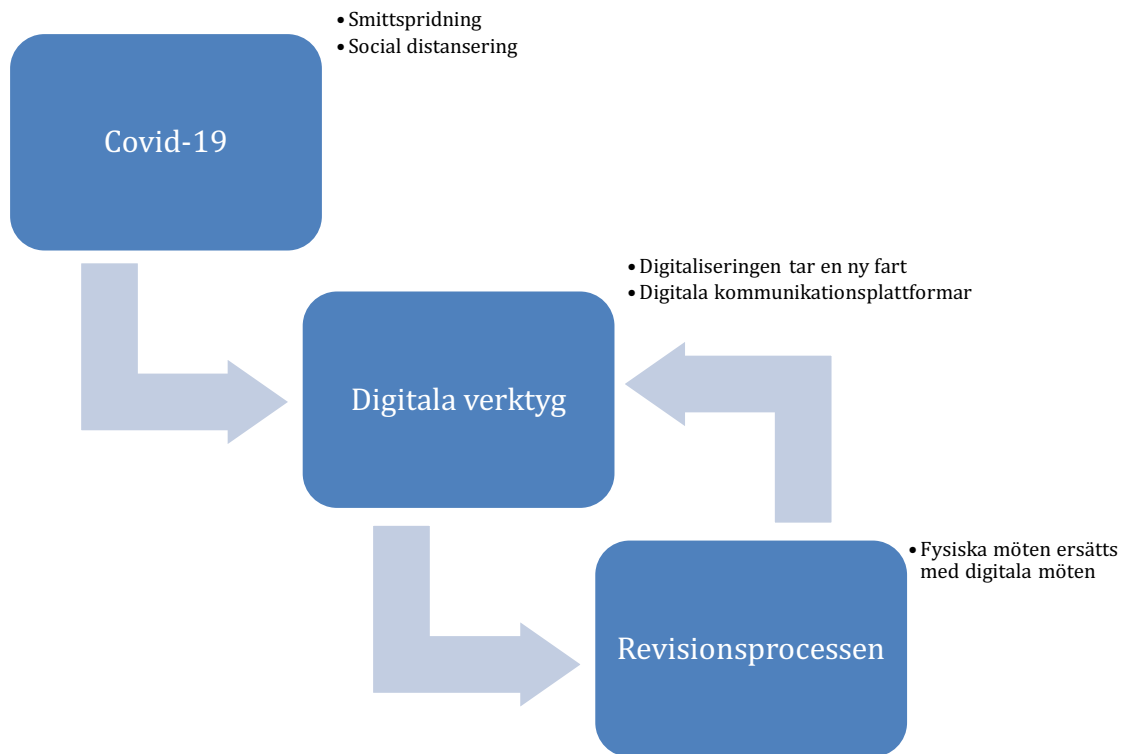 • Smittspridning
• Social distansering
Covid-19
• Digitaliseringen tar en ny fart
• Digitala kommunikationsplattformar
Digitala verktyg
• Fysiska möten ersätts
med digitala möten
Revisionsprocessen